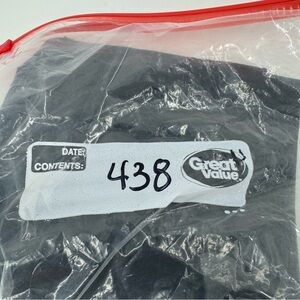 DATE:
CONTENTS:
438
Great
Value